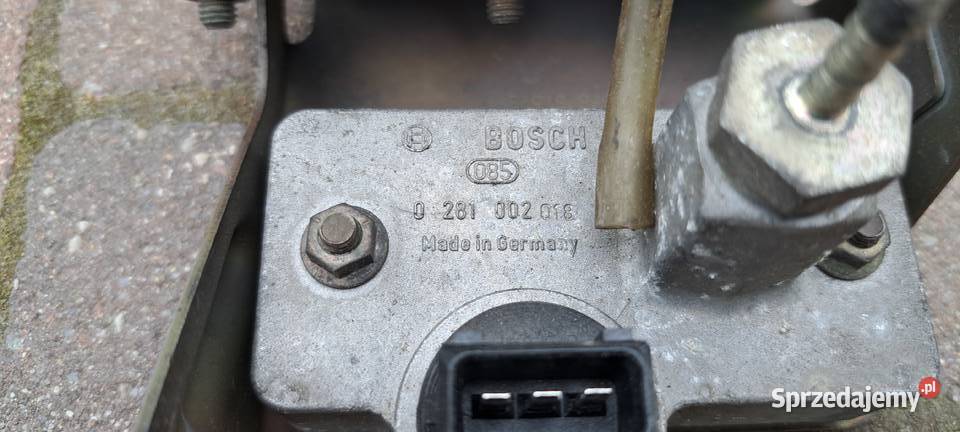 BOSCH
085
0 281 002 018
Made in Germany
Sprzedajemy .pl